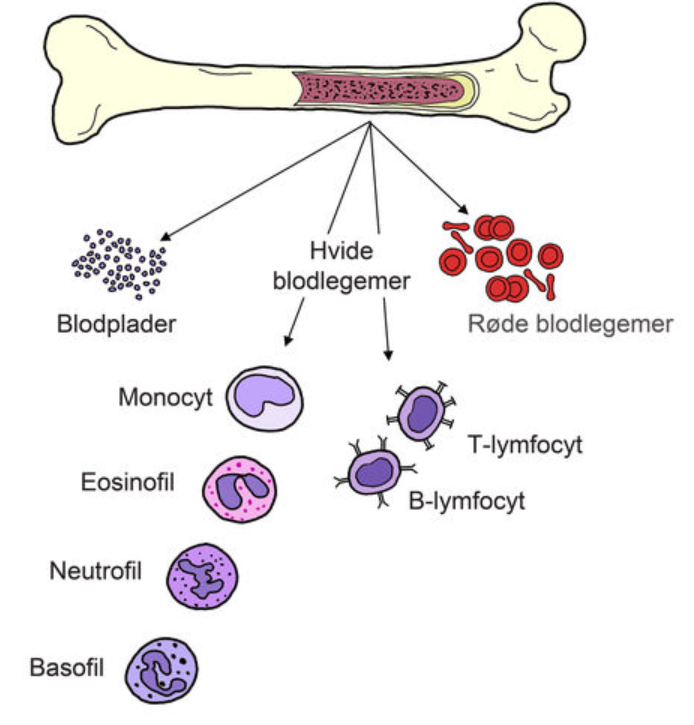 Hvide
blodlegemer
Blodplader
Røde blodlegemer
Monocyt
T-lymfocyt
Eosinofil
B-lymfocyt
Neutrofil
Basofil